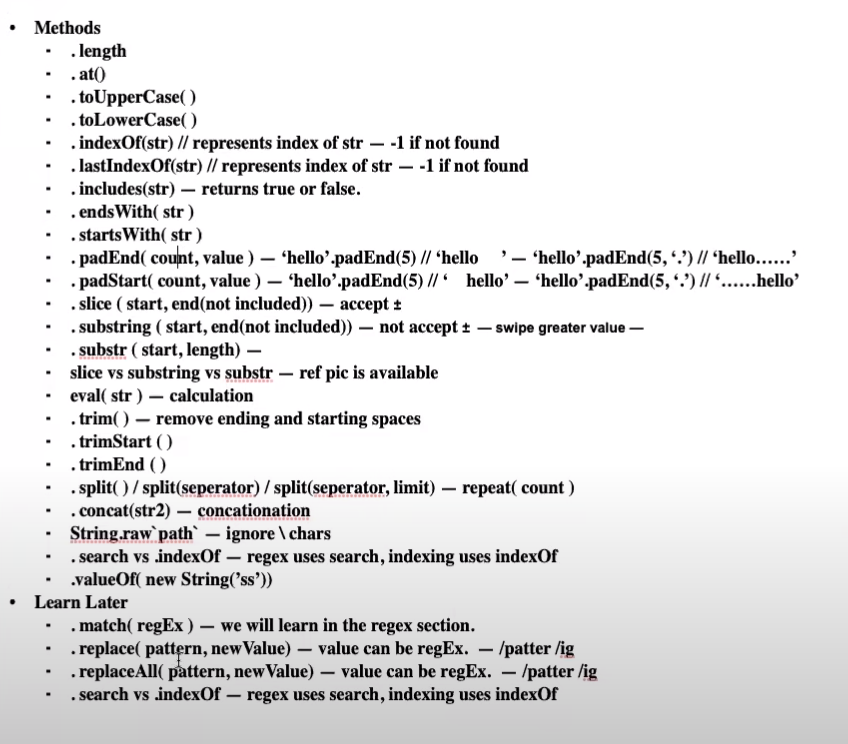 • Methods
▪ .length
▪ .at()
▪ .toUpperCase( )
▪ .toLowerCase( )
▪ .indexOf(str) // represents index of str — -1 if not found
▪ .lastIndexOf(str) // represents index of str — -1 if not found
▪ .includes(str) — returns true or false.
▪ .endsWith( str )
▪ .startsWith( str )
▪ .padEnd( count, value ) — ‘hello’.padEnd(5) // ‘hello     ’ — ‘hello’.padEnd(5, ‘.’) // ‘hello……’
▪ .padStart( count, value ) — ‘hello’.padEnd(5) // ‘     hello’ — ‘hello’.padEnd(5, ‘.’) // ‘……hello’
▪ .slice ( start, end(not included)) — accept ±
▪ .substring ( start, end(not included)) — not accept ± — swipe greater value —
▪ .substr ( start, length) —
▪ slice vs substring vs substr — ref pic is available
▪ eval( str ) — calculation
▪ .trim( ) — remove ending and starting spaces
▪ .trimStart ( )
▪ .trimEnd ( )
▪ .split( ) / split(seperator) / split(seperator, limit) — repeat( count )
▪ .concat(str2) — concationation
▪ String.raw`path` — ignore \ chars
▪ .search vs .indexOf — regex uses search, indexing uses indexOf
▪ .valueOf( new String(’ss’))
• Learn Later
▪ .match( regEx ) — we will learn in the regex section.
▪ .replace( pattern, newValue) — value can be regEx. — /patter /ig
▪ .replaceAll( pattern, newValue) — value can be regEx. — /patter /ig
▪ .search vs .indexOf — regex uses search, indexing uses indexOf